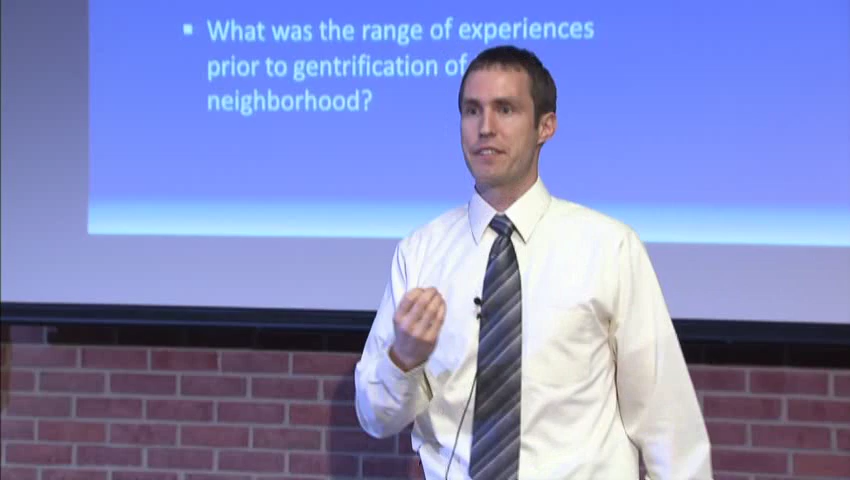 What was the range of experiences
prior to gentrification of
neighborhood?